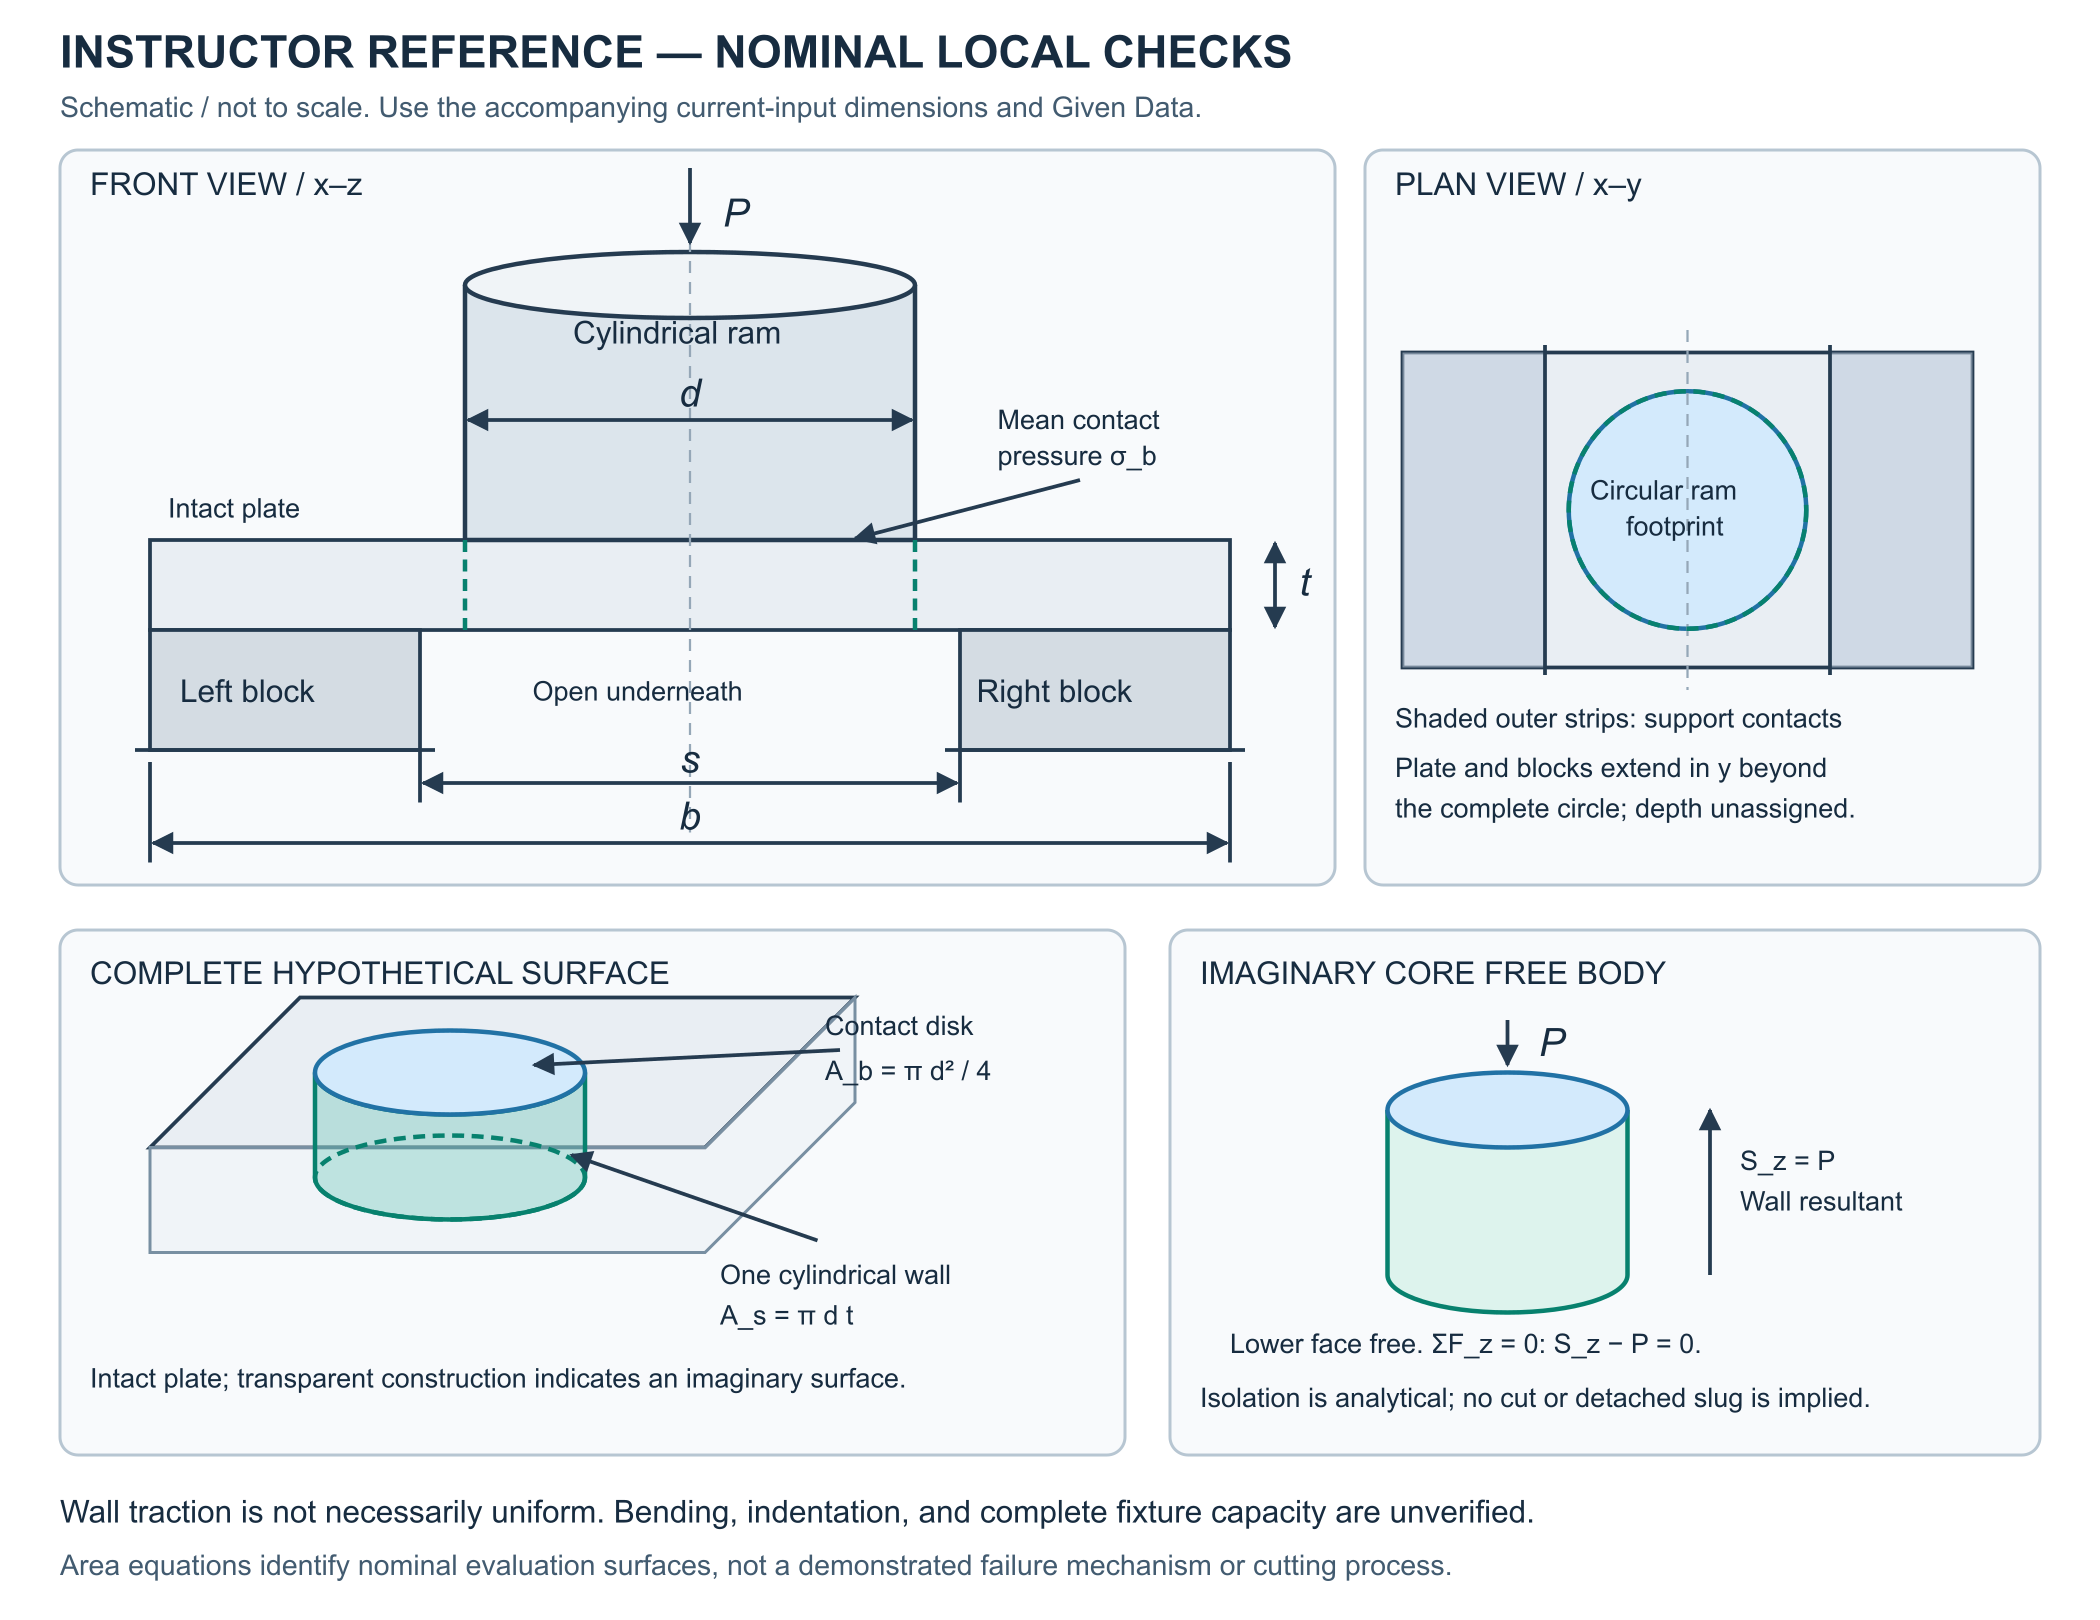 INSTRUCTOR REFERENCE — NOMINAL LOCAL CHECKS
Schematic / not to scale. Use the accompanying current-input dimensions and Given Data.
FRONT VIEW / x–z
P
Cylindrical ram
d
Mean contact
pressure σ_b
Intact plate
t
Left block
Open underneath
Right block
s
b
PLAN VIEW / x–y
Circular ram
footprint
Shaded outer strips: support contacts
Plate and blocks extend in y beyond
the complete circle; depth unassigned.
COMPLETE HYPOTHETICAL SURFACE
Contact disk
A_b = π d² / 4
One cylindrical wall
A_s = π d t
Intact plate; transparent construction indicates an imaginary surface.
IMAGINARY CORE FREE BODY
P
S_z = P
Wall resultant
Lower face free. ΣF_z = 0: S_z − P = 0.
Isolation is analytical; no cut or detached slug is implied.
Wall traction is not necessarily uniform. Bending, indentation, and complete fixture capacity are unverified.
Area equations identify nominal evaluation surfaces, not a demonstrated failure mechanism or cutting process.